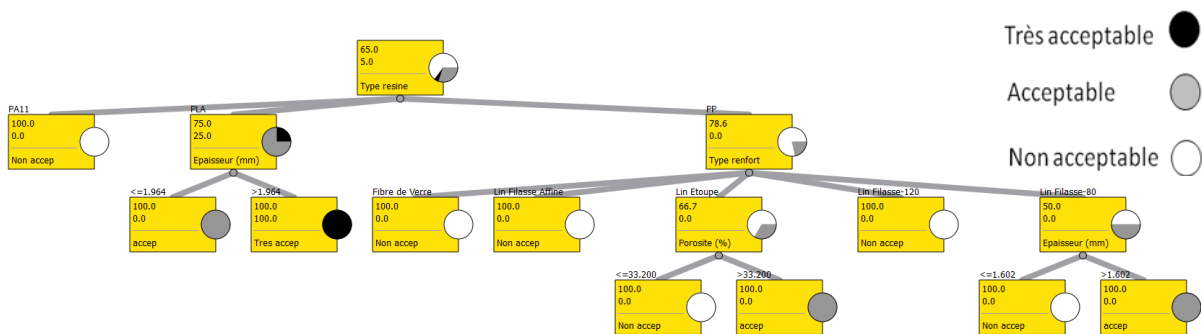 65.0
5.0
Type resine
Très acceptable
Acceptable
Non acceptable
PA11
100.0
0.0
Non accep
PLA
75.0
25.0
Epaisseur (mm)
PP
78.6
0.0
Type renfort
<=1.964
100.0
0.0
accep
>1.964
100.0
100.0
Tres accep
Fibre de Verre
100.0
0.0
Non accep
Lin Filasse Affine
100.0
0.0
Non accep
Lin Etoupe
66.7
0.0
Porosite (%)
Lin Filasse-120
100.0
0.0
Non accep
Lin Filasse-80
50.0
0.0
Epaisseur (mm)
<=33.200
100.0
0.0
Non accep
>33.200
100.0
0.0
accep
<=1.602
100.0
0.0
Non accep
>1.602
100.0
0.0
accep